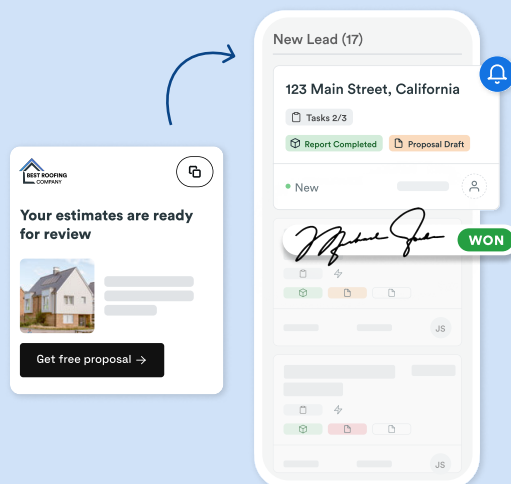 New Lead (17)
123 Main Street, California
Tasks 2/3
Report Completed
Proposal Draft
New
BEST ROOFING
COMPANY
Your estimates are ready
for review
Get free proposal →
WON
JS
JS